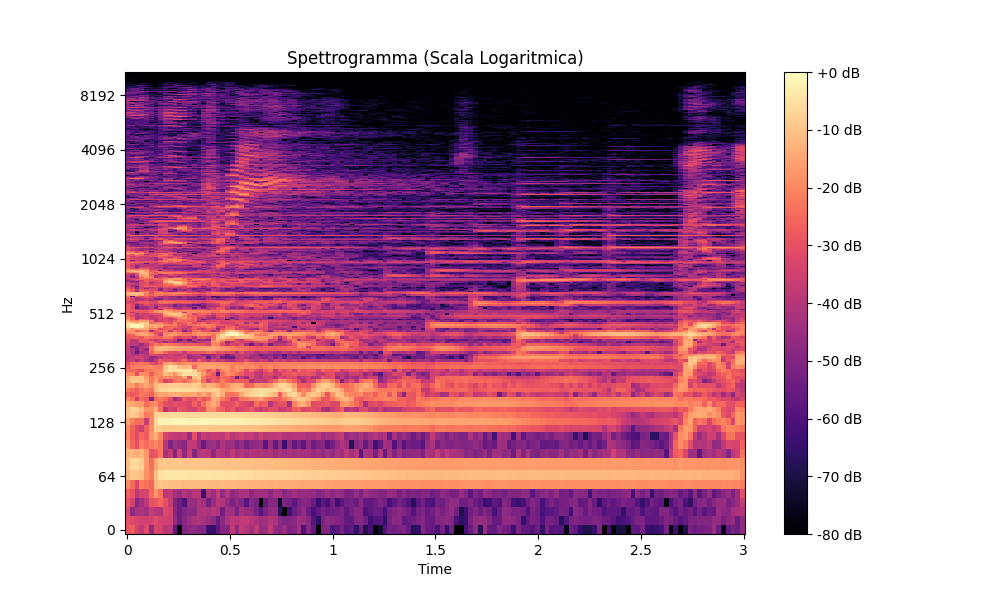 Spettrogramma (Scala Logaritmica)
Hz
8192
4096
2048
1024
512
256
128
64
0
0
0.5
1
1.5
2
2.5
3
Time
+0 dB
-10 dB
-20 dB
-30 dB
-40 dB
-50 dB
-60 dB
-70 dB
-80 dB